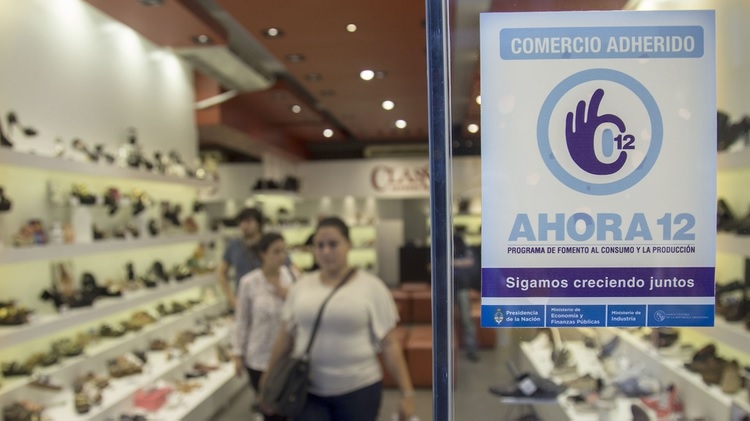 COMERCIO ADHERIDO
12
AHORA 12
PROGRAMA DE FOMENTO AL CONSUMO Y LA PRODUCCIÓN
Sigamos creciendo juntos
Presidencia de la Nación
Ministerio de Economía y Finanzas Públicas
Ministerio de Industria